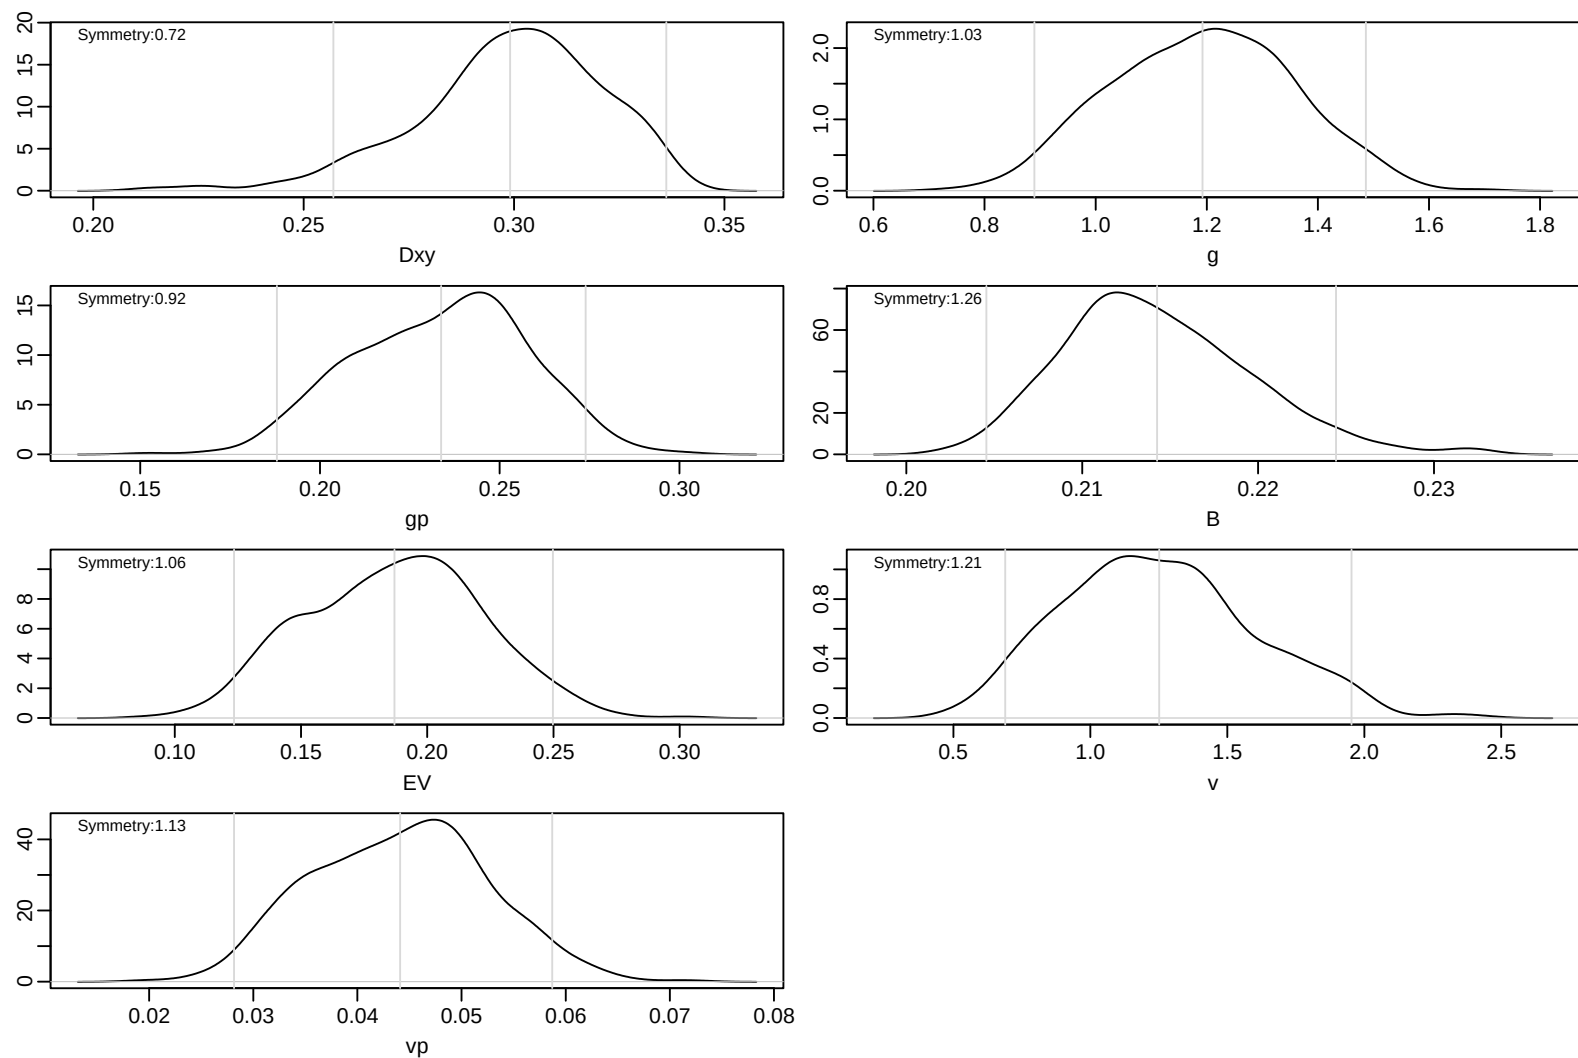 Symmetry:0.72
0 5 10 15 20
0.20 0.25 0.30 0.35
Dxy
Symmetry:1.03
0.0 1.0 2.0
0.6 0.8 1.0 1.2 1.4 1.6 1.8
g
Symmetry:0.92
0 5 10 15
0.15 0.20 0.25 0.30
gp
Symmetry:1.26
0 20 60
0.20 0.21 0.22 0.23
B
Symmetry:1.06
0 2 4 6 8
0.10 0.15 0.20 0.25 0.30
EV
Symmetry:1.21
0.0 0.4 0.8
0.5 1.0 1.5 2.0 2.5
v
Symmetry:1.13
0 20 40
0.02 0.03 0.04 0.05 0.06 0.07 0.08
vp